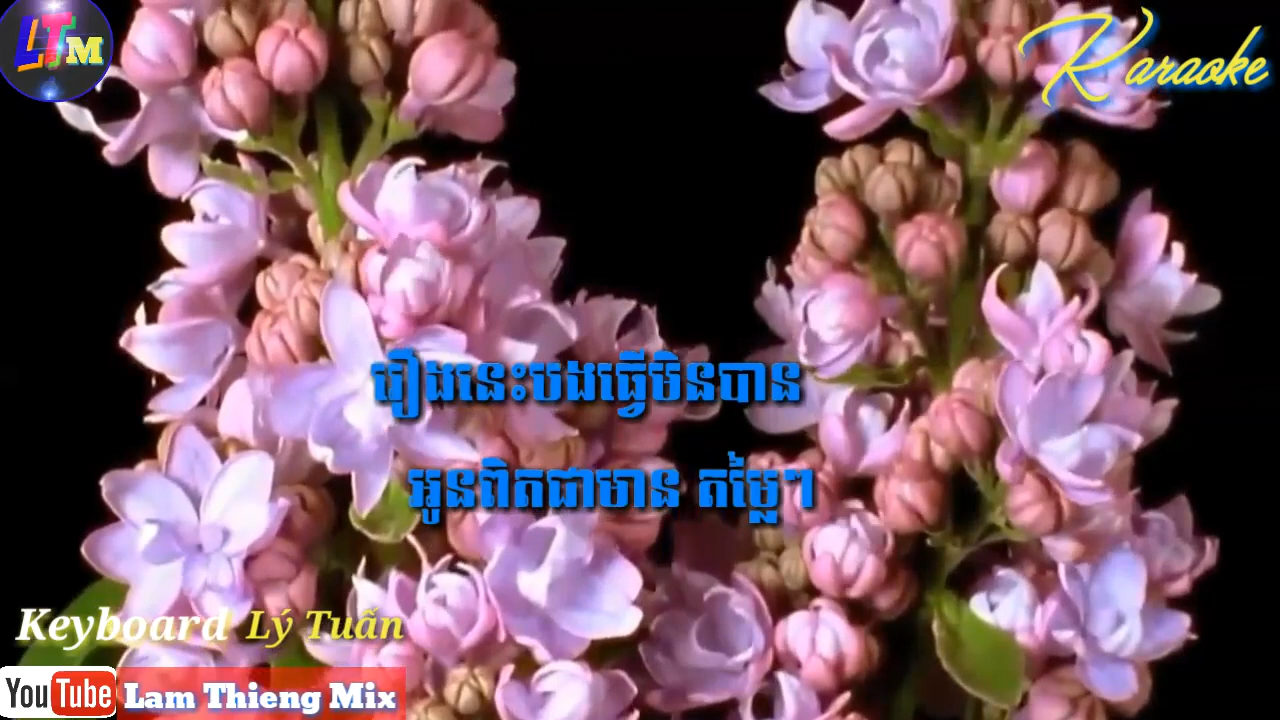 LTM
Karaoke
រឿងនេះបងធ្វើមិនបាន
អូនពិតជាមាន តម្លៃៗ
Keyboard Lý Tuấn
YouTube Lam Thieng Mix